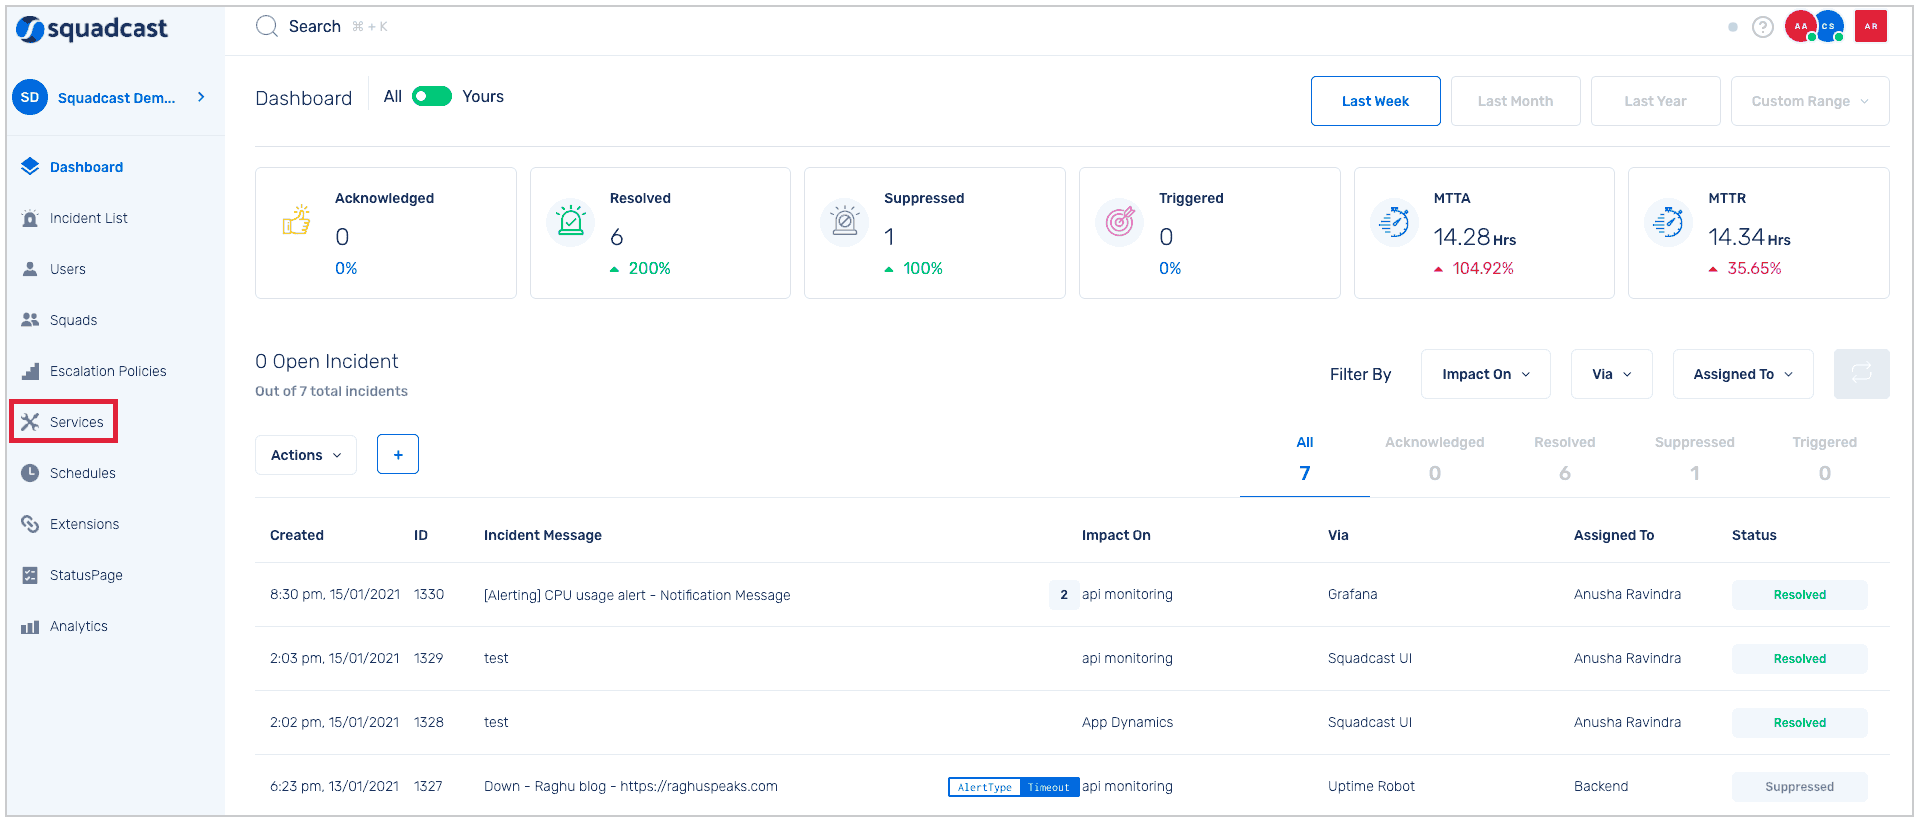 squadcast
Search ⌘ + K
? AA CS AR
SD Squadcast Dem...
Dashboard
Incident List
Users
Squads
Escalation Policies
Services
Schedules
Extensions
StatusPage
Analytics
Dashboard All Yours
Last Week Last Month Last Year Custom Range
Acknowledged
0
0%
Resolved
6
200%
Suppressed
1
100%
Triggered
0
0%
MTTA
14.28 Hrs
104.92%
MTTR
14.34 Hrs
35.65%
0 Open Incident
Out of 7 total incidents
Filter By Impact On Via Assigned To
Actions +
All Acknowledged Resolved Suppressed Triggered
7 0 6 1 0
Created ID Incident Message Impact On Via Assigned To Status
8:30 pm, 15/01/2021 1330 [Alerting] CPU usage alert - Notification Message 2 api monitoring Grafana Anusha Ravindra Resolved
2:03 pm, 15/01/2021 1329 test api monitoring Squadcast UI Anusha Ravindra Resolved
2:02 pm, 15/01/2021 1328 test App Dynamics Squadcast UI Anusha Ravindra Resolved
6:23 pm, 13/01/2021 1327 Down - Raghu blog - https://raghuspeaks.com AlertType Timeout api monitoring Uptime Robot Backend Suppressed